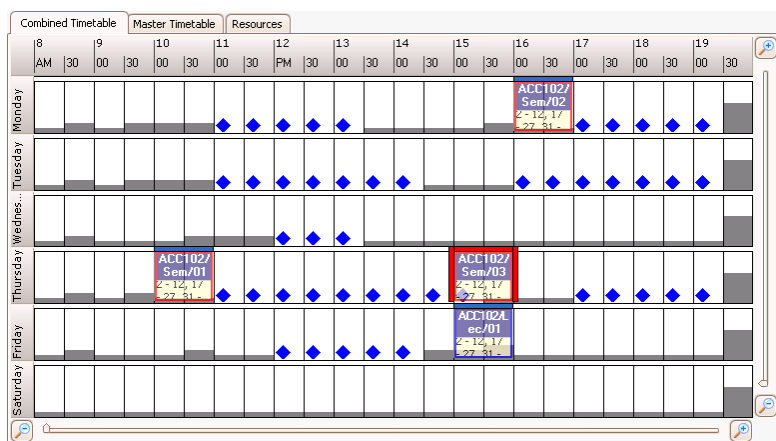 Combined Timetable Master Timetable Resources
8 9 10 11 12 13 14 15 16 17 18 19
AM 30 00 30 00 30 00 30 PM 30 00 30 00 30 00 30 00 30 00 30 00 30 00 30
Monday
ACC102/
Sem/02
2 - 12, 17
- 27, 31 -
Tuesday
Wednes...
Thursday
ACC102/
Sem/01
2 - 12, 17
- 27, 31 -
ACC102/
Sem/03
2 - 12, 17
- 27, 31 -
Friday
ACC102/L
ec/01
2 - 12, 17
- 27, 31 -
Saturday